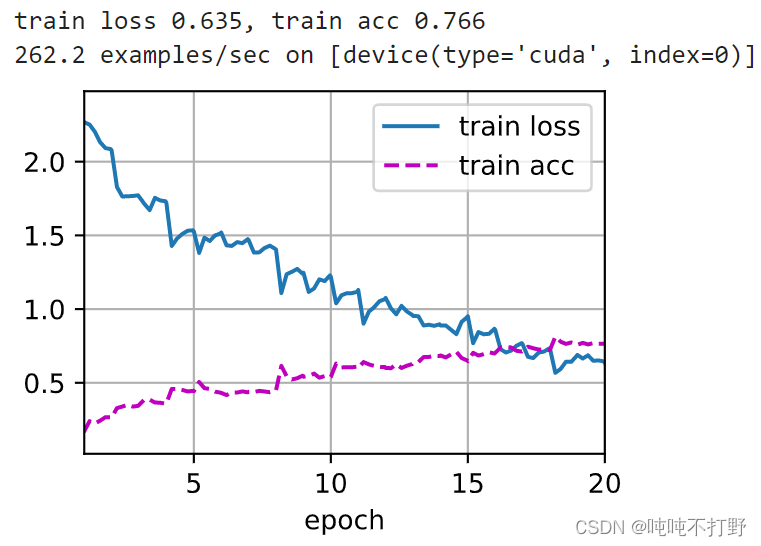 train loss 0.635, train acc 0.766
262.2 examples/sec on [device(type='cuda', index=0)]
train loss
train acc
2.0
1.5
1.0
0.5
5 10 15 20
epoch
CSDN @吨吨不打野